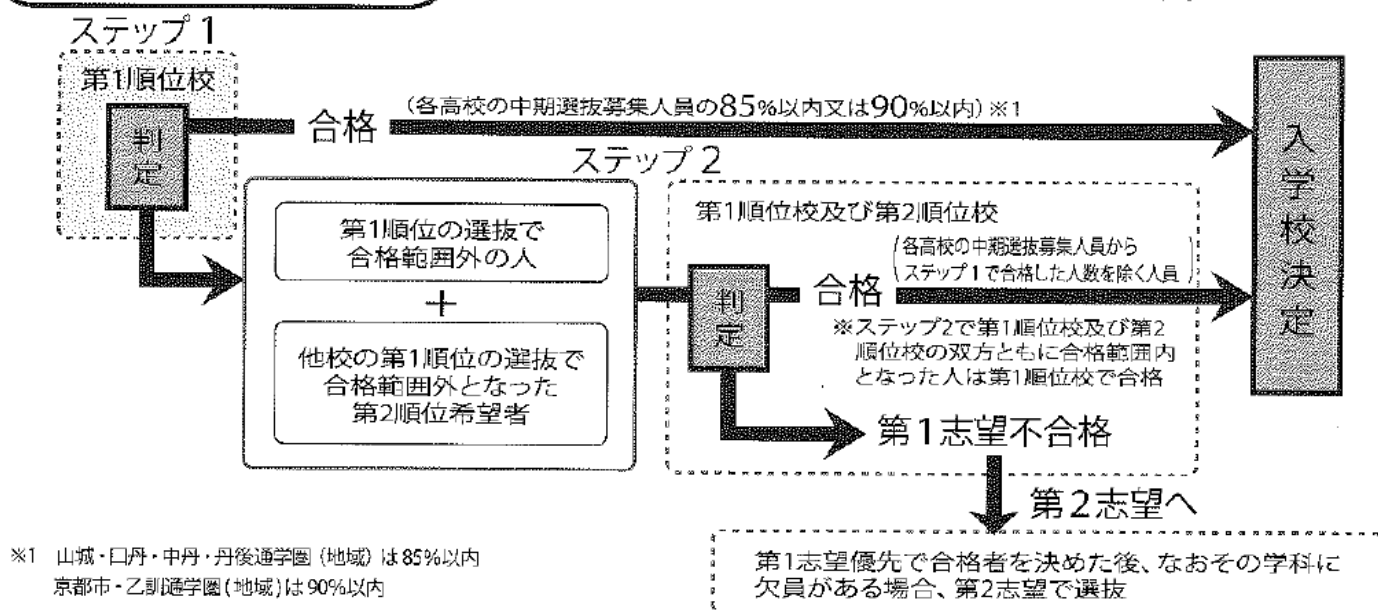 ステップ1
第1順位校
判定
合格
(各高校の中期選抜募集人員の85%以内又は90%以内)※1
入学校決定
ステップ2
第1順位の選抜で
合格範囲外の人
+
他校の第1順位の選抜で
合格範囲外となった
第2順位希望者
第1順位校及び第2順位校
判定
合格
(各高校の中期選抜募集人員から
ステップ1で合格した人数を除く人員)
※ステップ2で第1順位校及び第2
順位校の双方ともに合格範囲内
となった人は第1順位校で合格
第1志望不合格
第2志望へ
第1志望優先で合格者を決めた後、なおその学科に
欠員がある場合、第2志望で選抜
※1 山城・口丹・中丹・丹後通学圏(地域)は85%以内
京都市・乙訓通学圏(地域)は90%以内